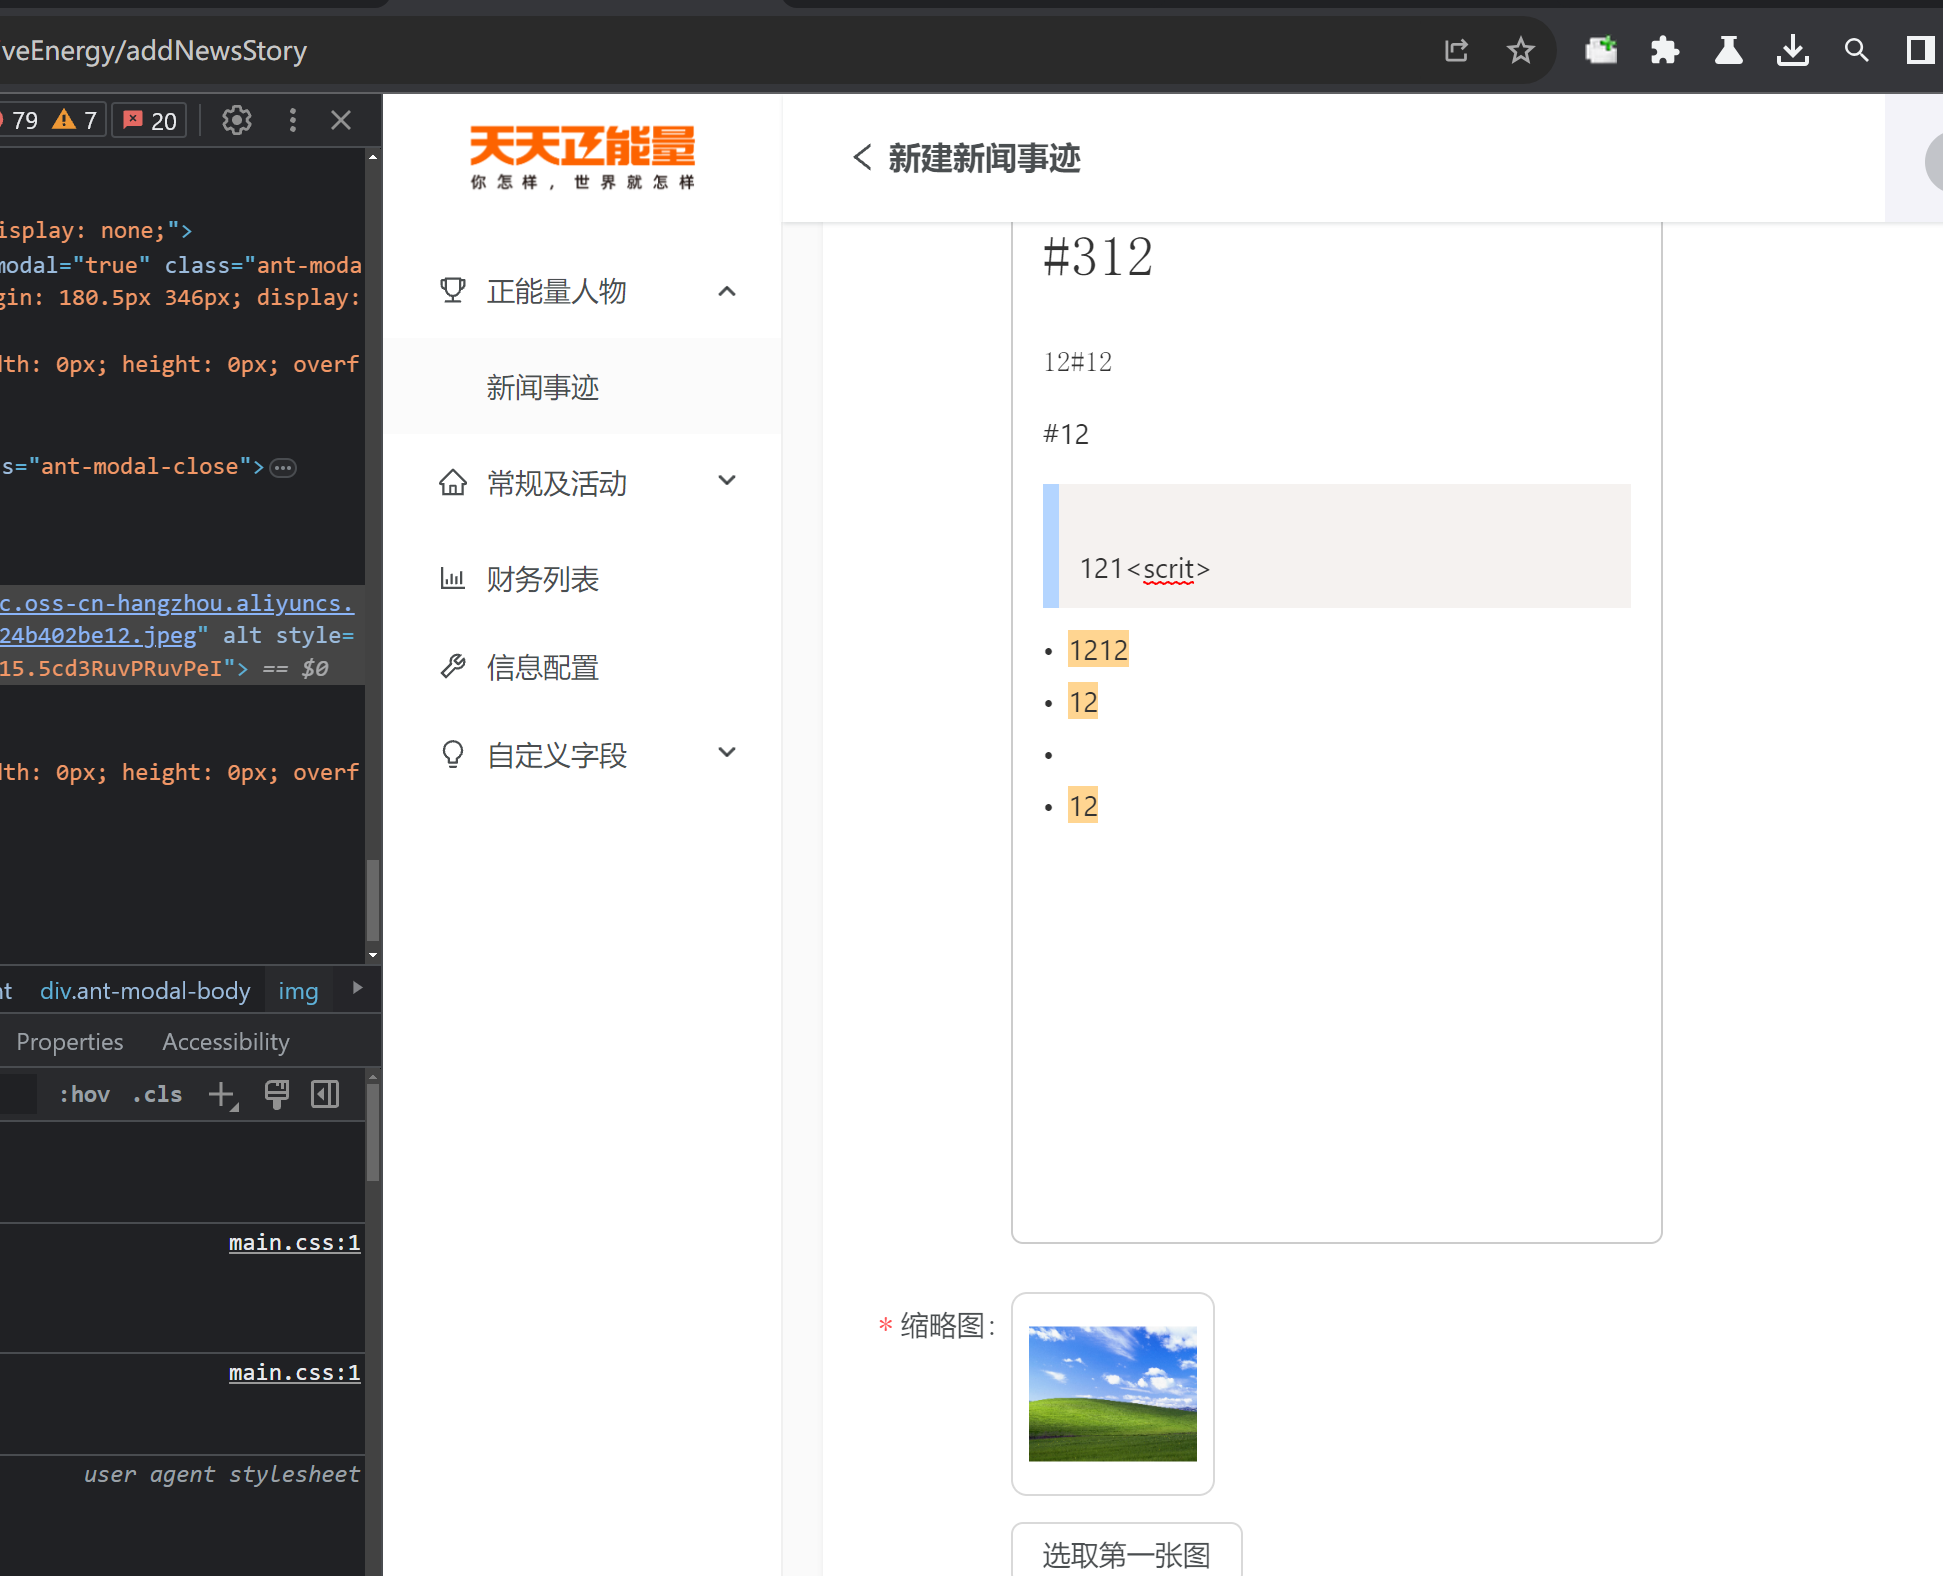 veEnergy/addNewsStory
79 7 20
isplay: none;">
modal="true" class="ant-moda
gin: 180.5px 346px; display:
dth: 0px; height: 0px; overf
s="ant-modal-close">
c.oss-cn-hangzhou.aliyuncs.
24b402be12.jpeg" alt style=
15.5cd3RuvPRuvPeI"> == $0
dth: 0px; height: 0px; overf
nt div.ant-modal-body img
Properties Accessibility
:hov .cls
main.css:1
main.css:1
user agent stylesheet
天天正能量
你怎样，世界就怎样
正能量人物
新闻事迹
常规及活动
财务列表
信息配置
自定义字段
新建新闻事迹
#312
12#12
#12
121<scrit>
• 1212
• 12
•
• 12
* 缩略图:
选取第一张图